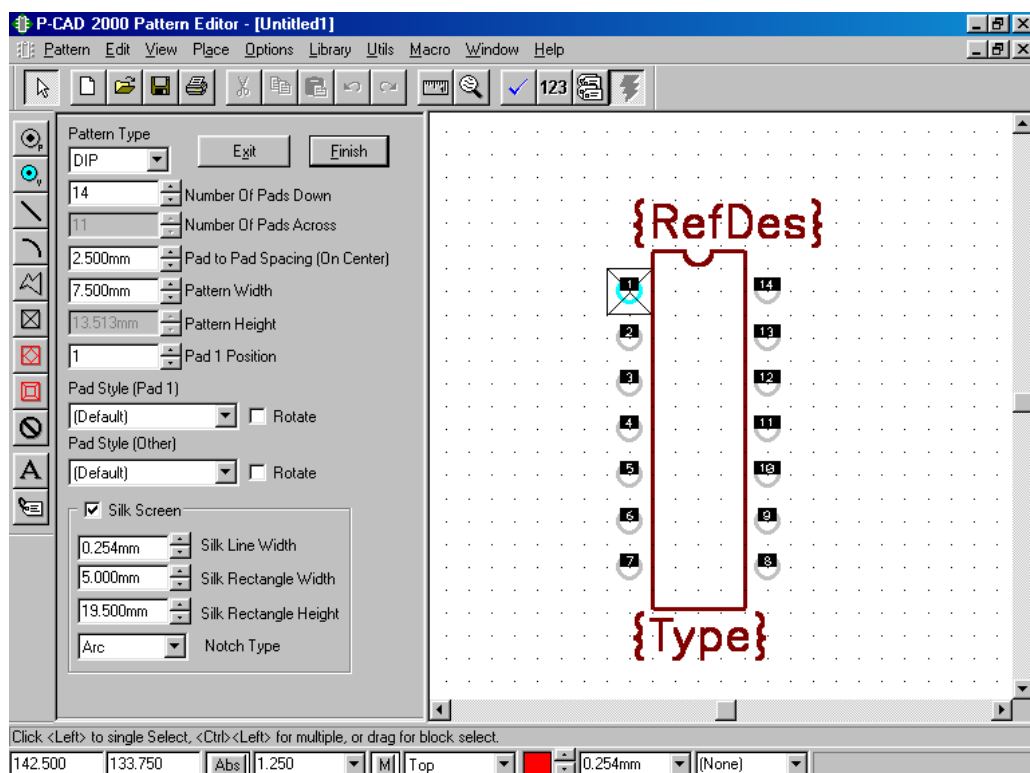 P-CAD 2000 Pattern Editor - [Untitled1]
Pattern Edit View Place Options Library Utils Macro Window Help
123
Pattern Type
DIP
Exit
Finish
14 Number Of Pads Down
11 Number Of Pads Across
2.500mm Pad to Pad Spacing (On Center)
7.500mm Pattern Width
13.513mm Pattern Height
1 Pad 1 Position
Pad Style (Pad 1)
(Default) Rotate
Pad Style (Other)
(Default) Rotate
Silk Screen
0.254mm Silk Line Width
5.000mm Silk Rectangle Width
19.500mm Silk Rectangle Height
Arc Notch Type
P
V
A
{RefDes}
1 14
2 13
3 12
4 11
5 10
6 9
7 8
{Type}
Click <Left> to single Select, <Ctrl><Left> for multiple, or drag for block select.
142.500 133.750 Abs 1.250 M Top 0.254mm (None)